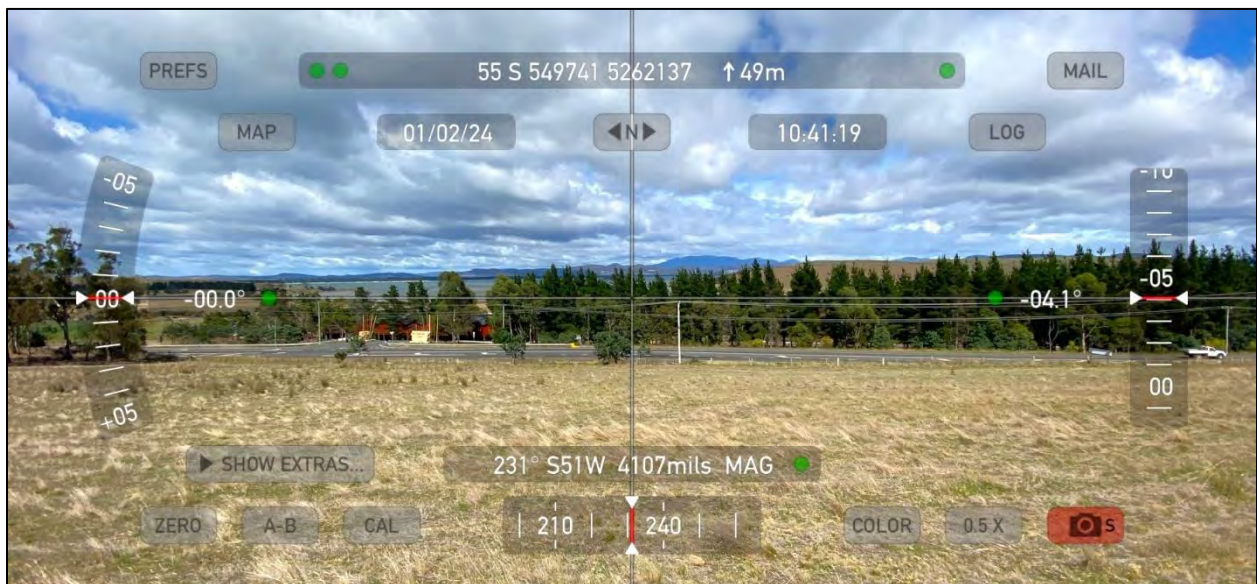 PREFS 55 S 549741 5262137 ↑ 49m MAIL
MAP 01/02/24 ◀N▶ 10:41:19 LOG
-05 -10
-05
00 -00.0° -04.1°
00
+05
▶ SHOW EXTRAS... 231° S51W 4107mils MAG
ZERO A-B CAL 210 240 COLOR 0.5 X S